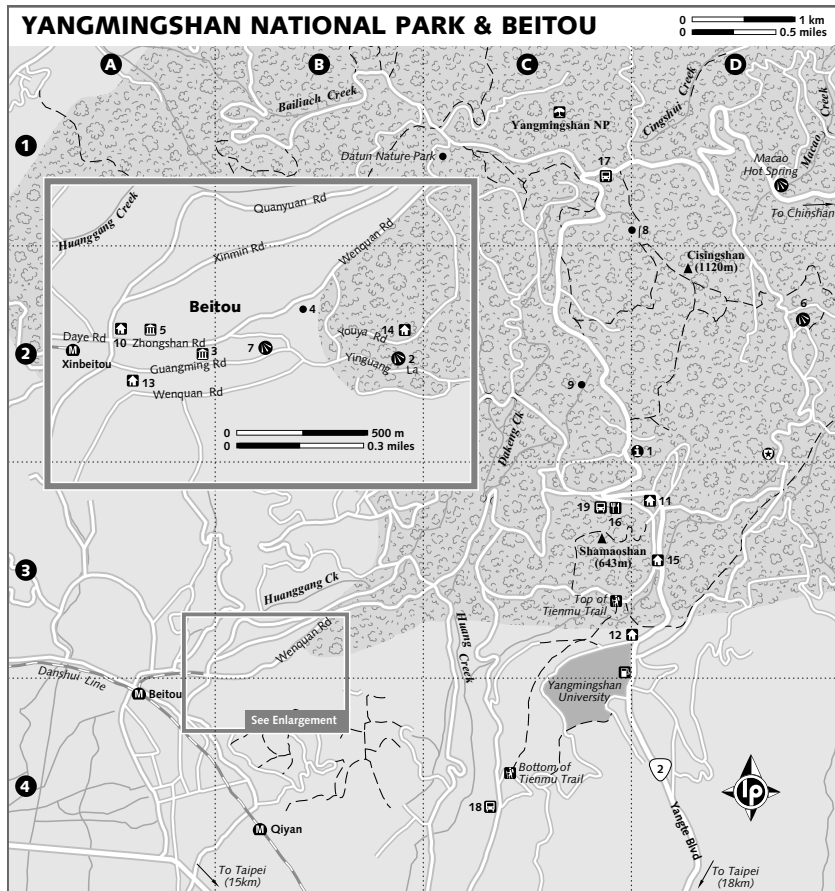 YANGMINGSHAN NATIONAL PARK & BEITOU
0 1 km
0 0.5 miles
A
B
C
D
1
2
3
4
Bailiuch Creek
Yangmingshan NP
Cingshui Creek
Macao Creek
Datun Nature Park
17
Macao
Hot Spring
To Chinshan
8
Cisingshan
(1120m)
6
9
Dakeng Ck
1
11
19
16
Shamaoshan
(643m)
15
Top of
Tienmu Trail
12
Yangmingshan
University
Huanggang Creek
Quanyuan Rd
Xinmin Rd
Wenquan Rd
Beitou
4
5
14
Youya Rd
Daye Rd
10
Zhongshan Rd
3
7
2
M
Xinbeitou
Guangming Rd
Yinguang La
13
Wenquan Rd
0 500 m
0 0.3 miles
Huanggang Ck
Wenquan Rd
Huang Creek
Danshui Line
M Beitou
See Enlargement
Bottom of
Tienmu Trail
18
2
Yangte Blvd
lp
M Qiyan
To Taipei
(15km)
To Taipei
(18km)